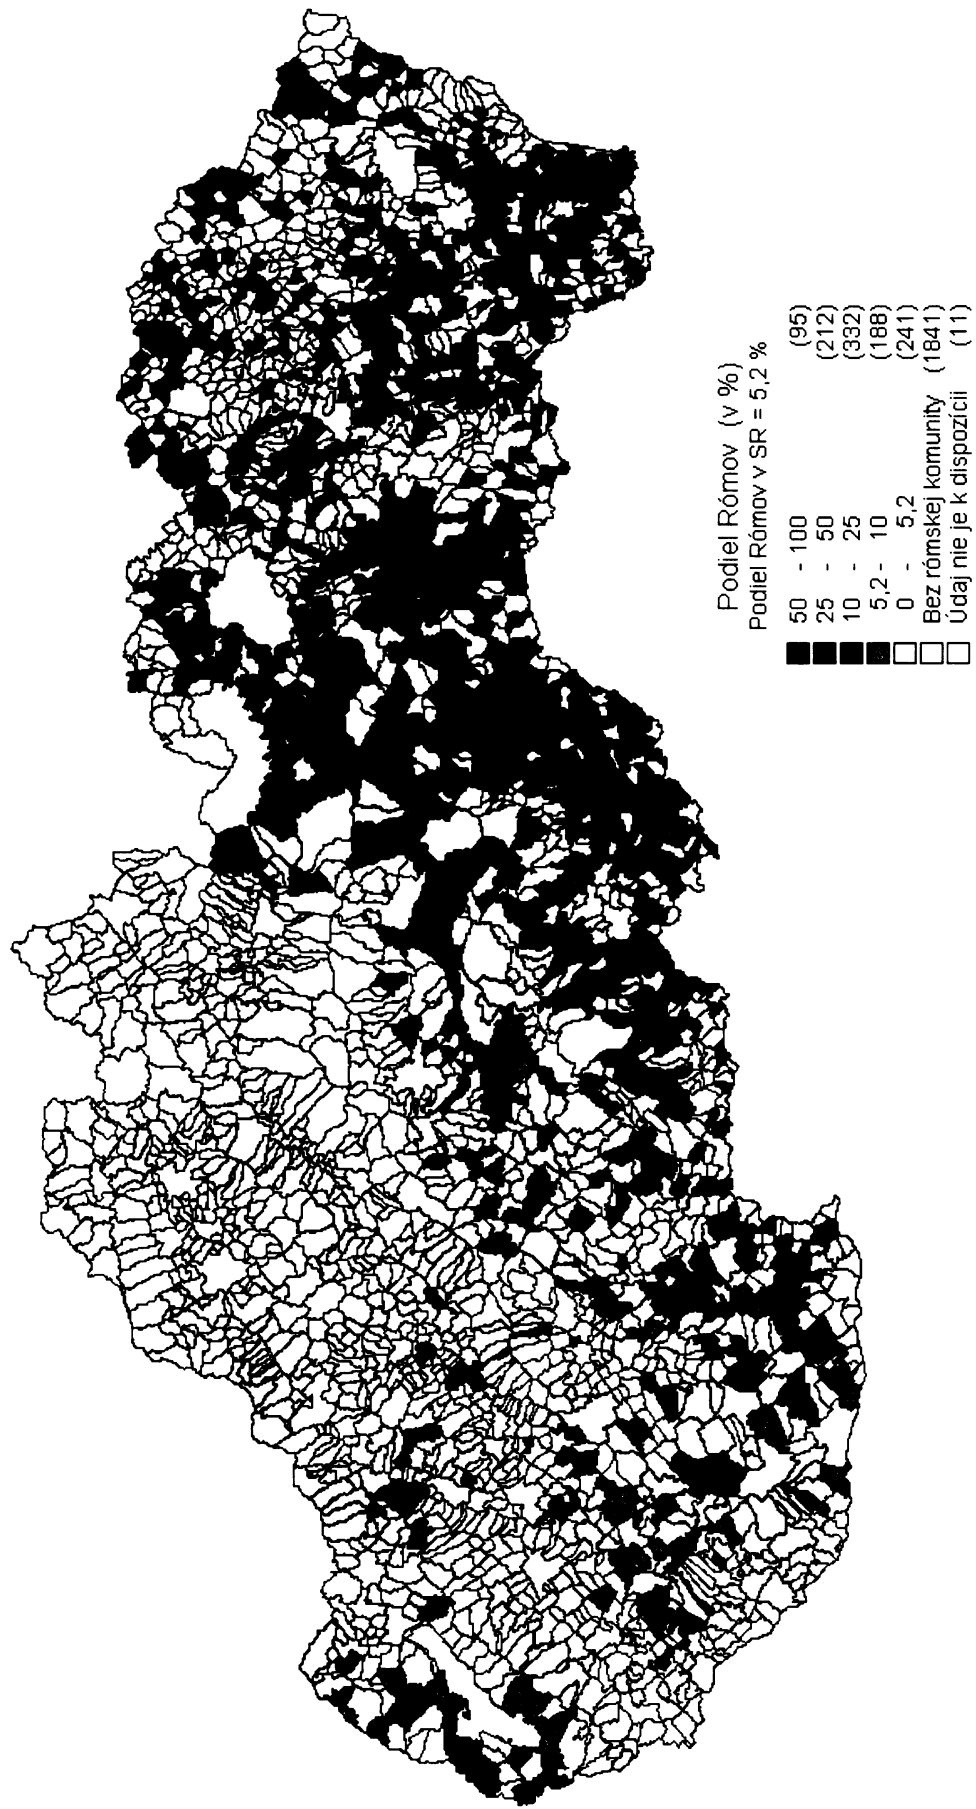 Podiel Rómov (v %)
Podiel Rómov v SR = 5,2 %
50 - 100 (95)
25 - 50 (212)
10 - 25 (332)
5,2 - 10 (188)
0 - 5,2 (241)
Bez rómskej komunity (1841)
Údaj nie je k dispozícii (11)